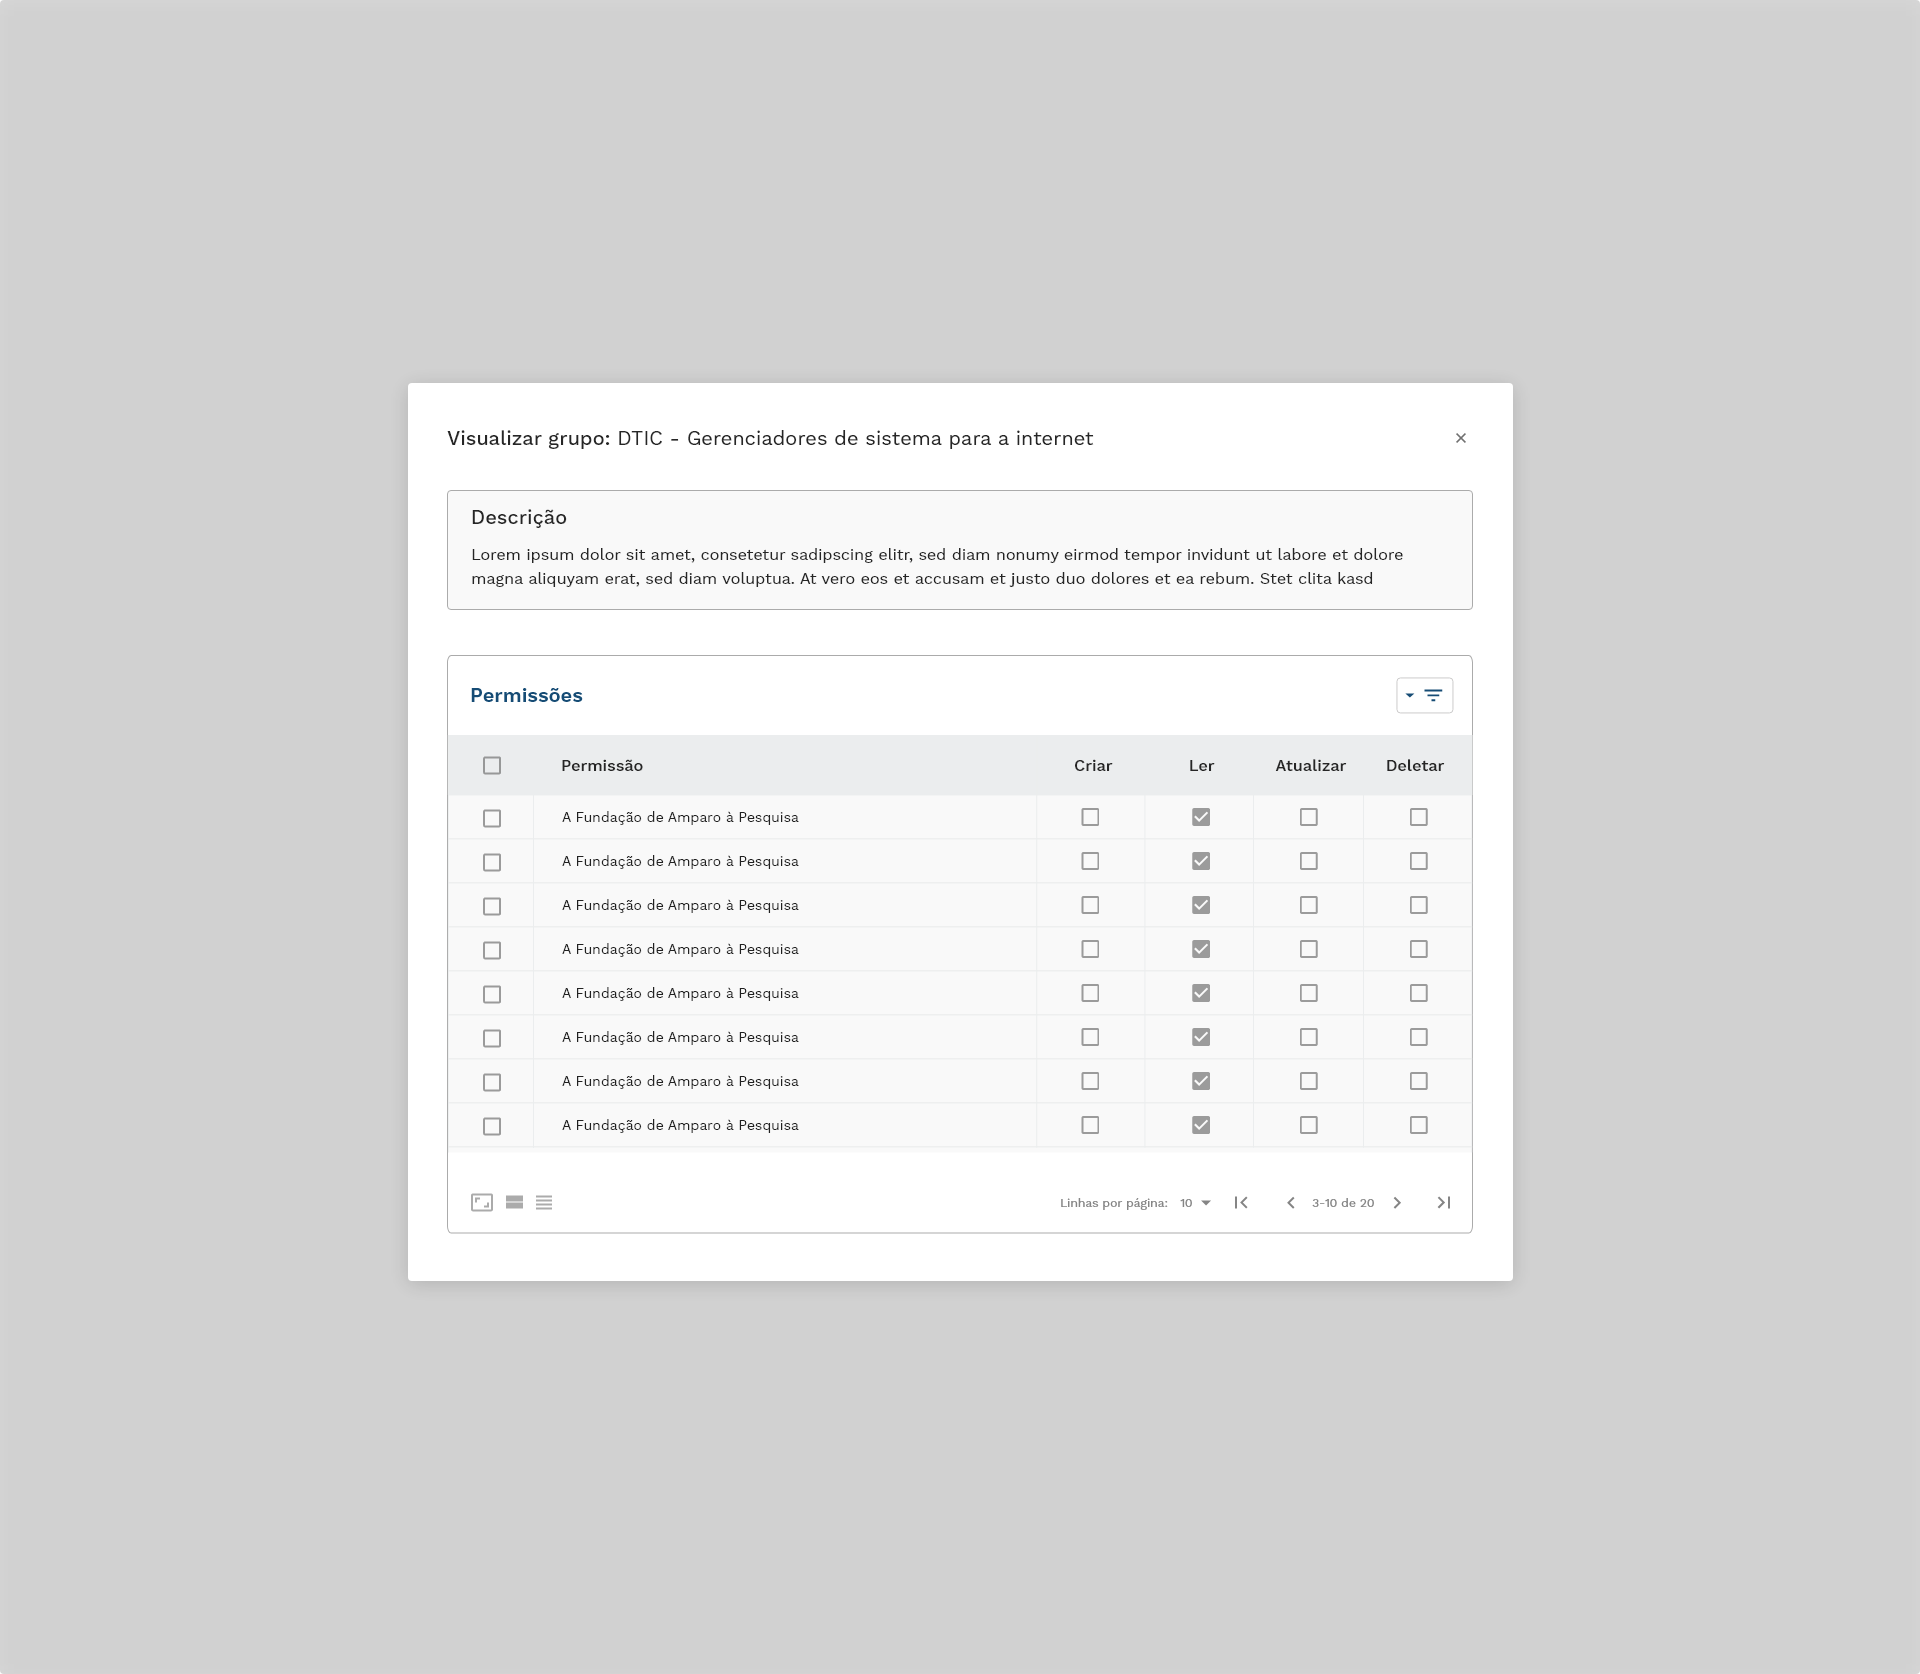 Visualizar grupo: DTIC - Gerenciadores de sistema para a internet
Descrição
Lorem ipsum dolor sit amet, consetetur sadipscing elitr, sed diam nonumy eirmod tempor invidunt ut labore et dolore
magna aliquyam erat, sed diam voluptua. At vero eos et accusam et justo duo dolores et ea rebum. Stet clita kasd
Permissões
Permissão Criar Ler Atualizar Deletar
A Fundação de Amparo à Pesquisa
A Fundação de Amparo à Pesquisa
A Fundação de Amparo à Pesquisa
A Fundação de Amparo à Pesquisa
A Fundação de Amparo à Pesquisa
A Fundação de Amparo à Pesquisa
A Fundação de Amparo à Pesquisa
A Fundação de Amparo à Pesquisa
Linhas por página: 10 3-10 de 20